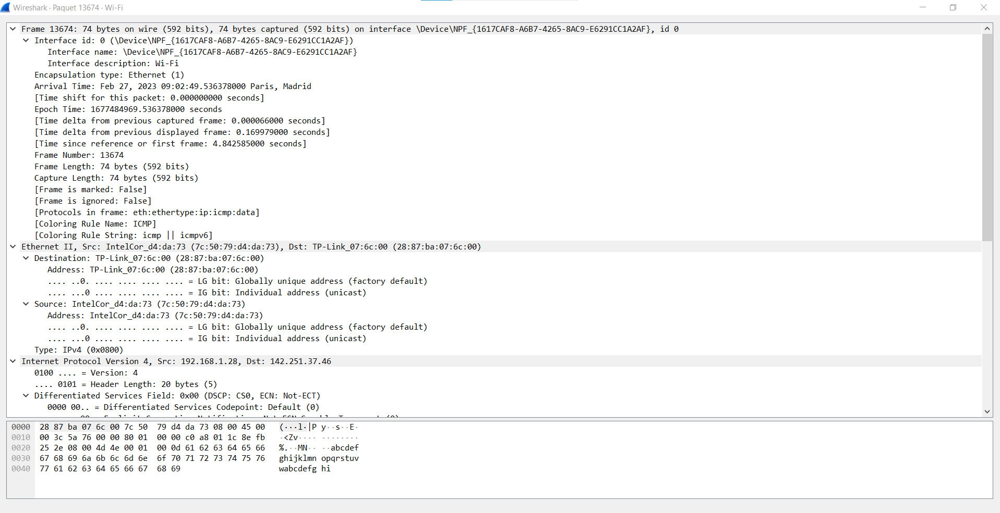 Wireshark · Paquet 13674 · Wi-Fi
Frame 13674: 74 bytes on wire (592 bits), 74 bytes captured (592 bits) on interface \Device\NPF_{1617CAF8-A6B7-4265-8AC9-E6291CC1A2AF}, id 0
Interface id: 0 (\Device\NPF_{1617CAF8-A6B7-4265-8AC9-E6291CC1A2AF})
Interface name: \Device\NPF_{1617CAF8-A6B7-4265-8AC9-E6291CC1A2AF}
Interface description: Wi-Fi
Encapsulation type: Ethernet (1)
Arrival Time: Feb 27, 2023 09:02:49.536378000 Paris, Madrid
[Time shift for this packet: 0.000000000 seconds]
Epoch Time: 1677484969.536378000 seconds
[Time delta from previous captured frame: 0.000066000 seconds]
[Time delta from previous displayed frame: 0.169979000 seconds]
[Time since reference or first frame: 4.842585000 seconds]
Frame Number: 13674
Frame Length: 74 bytes (592 bits)
Capture Length: 74 bytes (592 bits)
[Frame is marked: False]
[Frame is ignored: False]
[Protocols in frame: eth:ethertype:ip:icmp:data]
[Coloring Rule Name: ICMP]
[Coloring Rule String: icmp || icmpv6]
Ethernet II, Src: IntelCor_d4:da:73 (7c:50:79:d4:da:73), Dst: TP-Link_07:6c:00 (28:87:ba:07:6c:00)
Destination: TP-Link_07:6c:00 (28:87:ba:07:6c:00)
Address: TP-Link_07:6c:00 (28:87:ba:07:6c:00)
.... ..0. .... .... .... .... = LG bit: Globally unique address (factory default)
.... ...0 .... .... .... .... = IG bit: Individual address (unicast)
Source: IntelCor_d4:da:73 (7c:50:79:d4:da:73)
Address: IntelCor_d4:da:73 (7c:50:79:d4:da:73)
.... ..0. .... .... .... .... = LG bit: Globally unique address (factory default)
.... ...0 .... .... .... .... = IG bit: Individual address (unicast)
Type: IPv4 (0x0800)
Internet Protocol Version 4, Src: 192.168.1.28, Dst: 142.251.37.46
0100 .... = Version: 4
.... 0101 = Header Length: 20 bytes (5)
Differentiated Services Field: 0x00 (DSCP: CS0, ECN: Not-ECT)
0000 00.. = Differentiated Services Codepoint: Default (0)
0000 28 87 ba 07 6c 00 7c 50 79 d4 da 73 08 00 45 00 (···l·|P y··s··E·
0010 00 3c 5a 76 00 00 80 01 00 00 c0 a8 01 1c 8e fb ·<Zv···· ········
0020 25 2e 08 00 4d 4e 00 01 00 0d 61 62 63 64 65 66 %.··MN·· ··abcdef
0030 67 68 69 6a 6b 6c 6d 6e 6f 70 71 72 73 74 75 76 ghijklmn opqrstuv
0040 77 61 62 63 64 65 66 67 68 69 wabcdefg hi